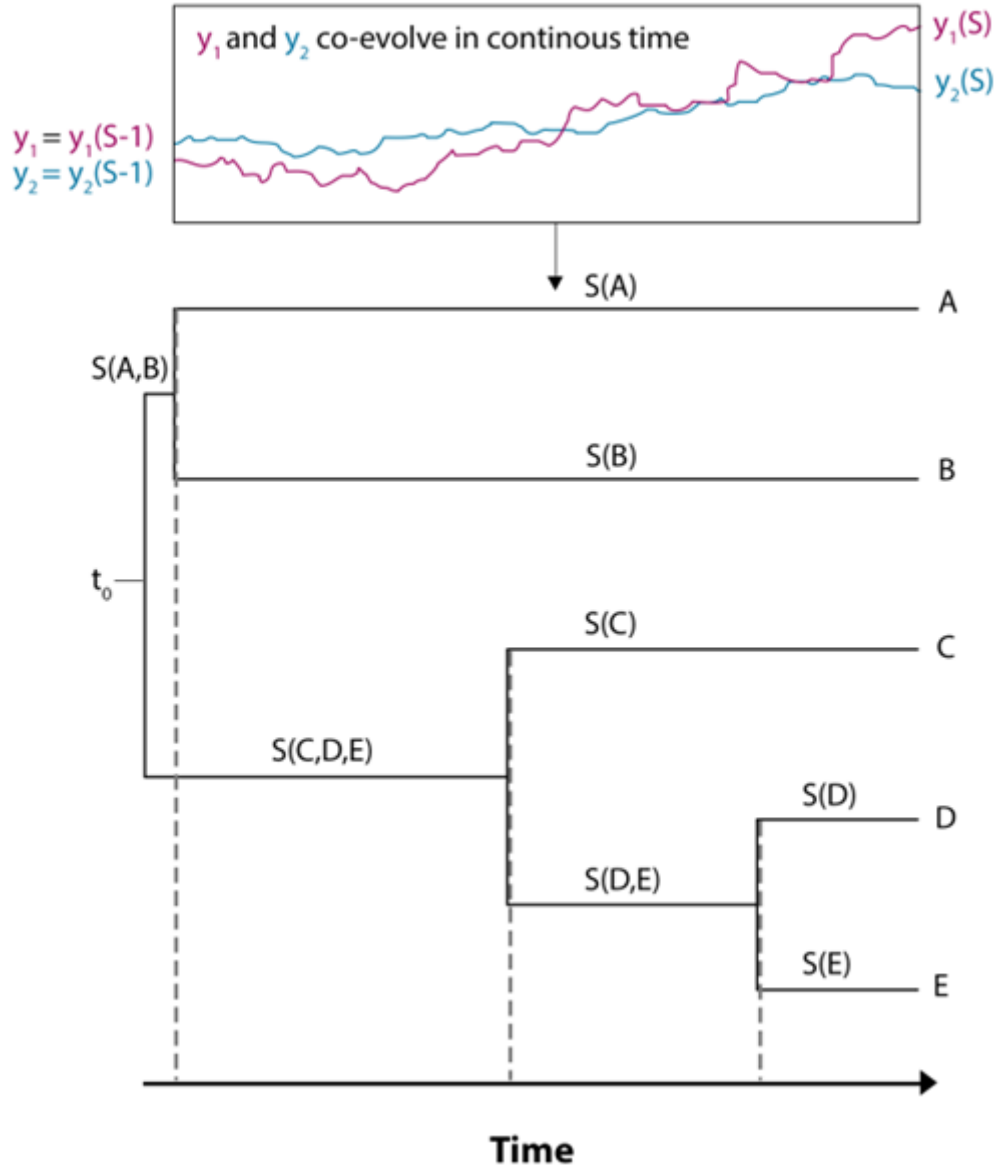 y₁ and y₂ co-evolve in continous time
y₁(S)
y₂(S)
y₁ = y₁(S-1)
y₂ = y₂(S-1)
S(A)
A
S(A,B)
S(B)
B
t₀
S(C)
C
S(C,D,E)
S(D)
D
S(D,E)
S(E)
E
Time